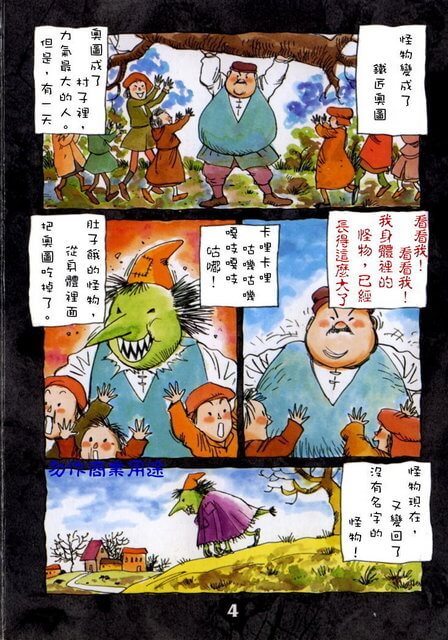 怪物變成了
鐵匠奧圖
奧圖成了
村子裡,
力氣最大的人。
但是,有一天
看看我!
看看我!
我身體裡的
怪物,已經
長得這麼大了
卡哩卡哩
咕嘰咕嘰
嘎吱嘎吱
咕嘟!
肚子餓的怪物,
從身體裡面
把奧圖吃掉了。
勿作商業用途
怪物現在,
又變回了
沒有名字的
怪物!
4